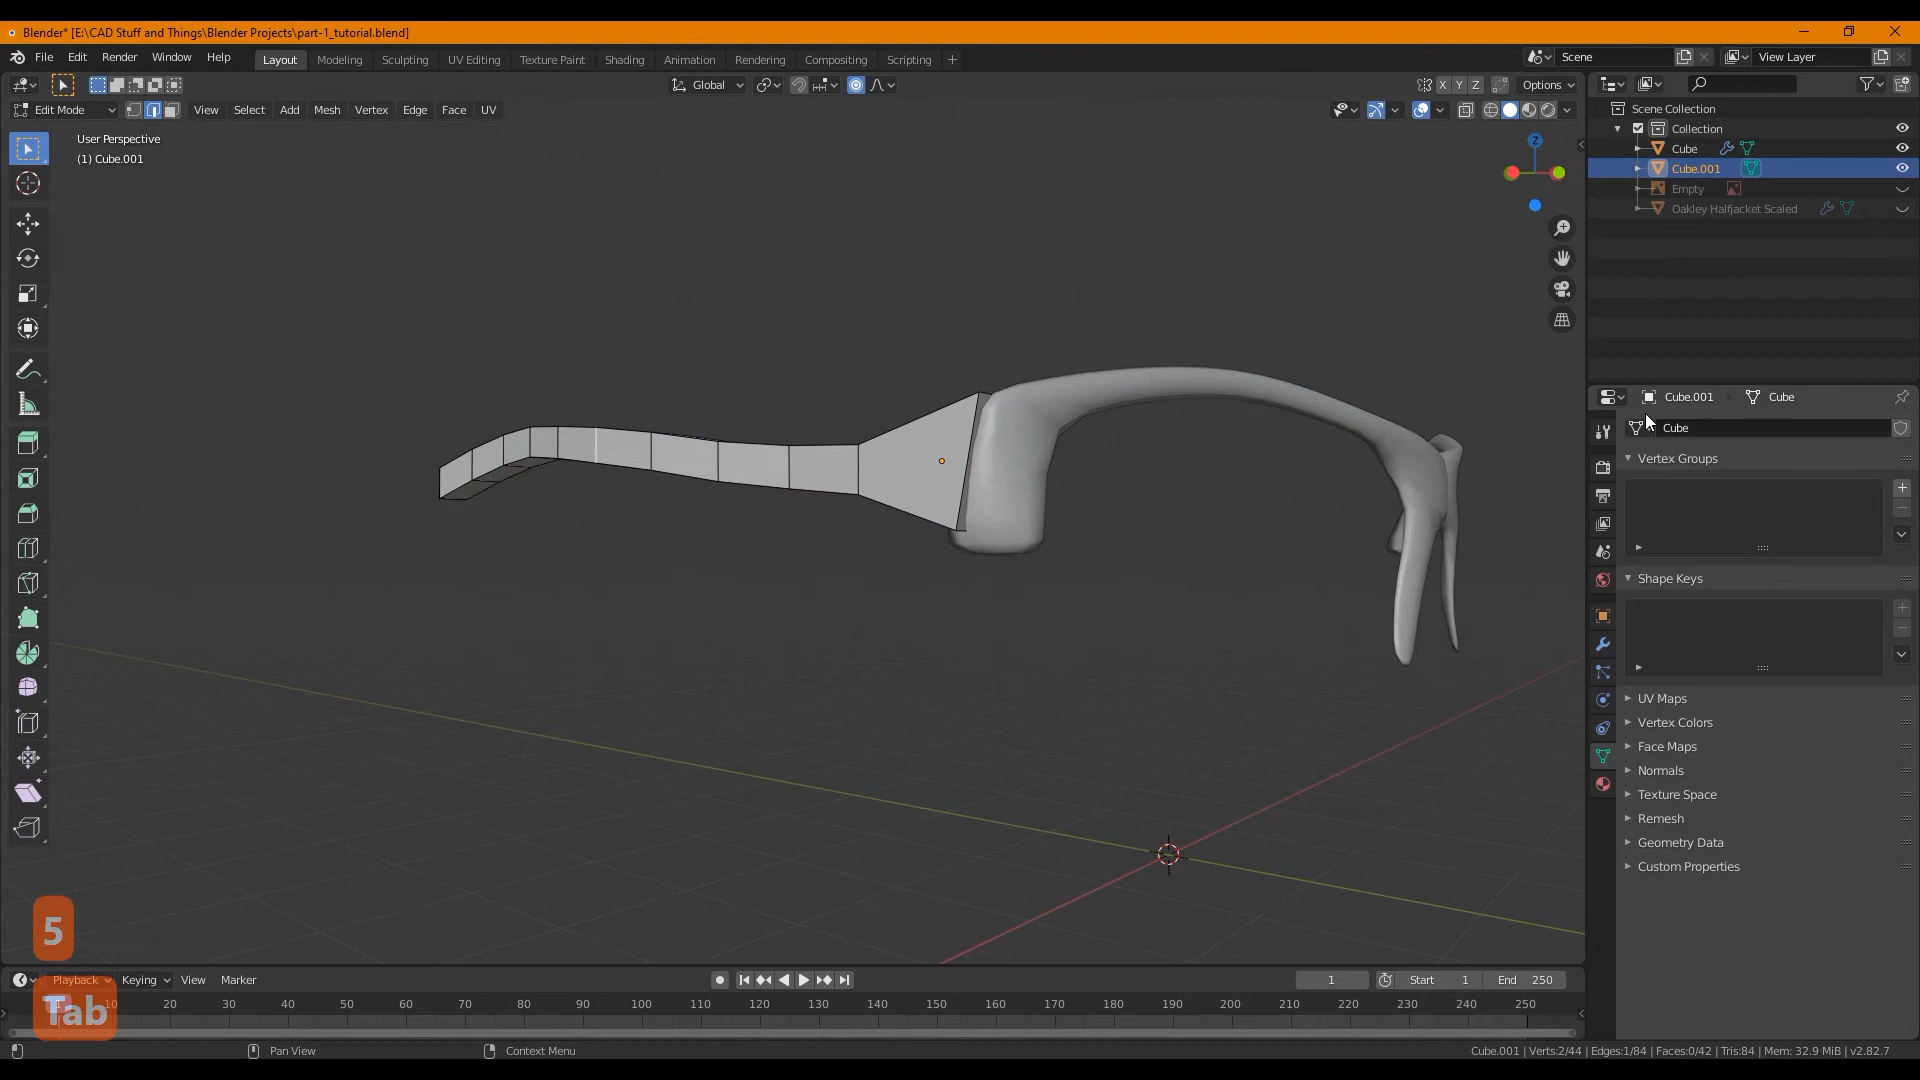 Blender* [E:\CAD Stuff and Things\Blender Projects\part-1_tutorial.blend]
File Edit Render Window Help Layout Modeling Sculpting UV Editing Texture Paint Shading Animation Rendering Compositing Scripting + Scene View Layer
Global X Y Z Options
Edit Mode View Select Add Mesh Vertex Edge Face UV
User Perspective
(1) Cube.001
Z
Scene Collection
Collection
Cube
Cube.001
Empty
Oakley Halfjacket Scaled
Cube.001 Cube
Cube
Vertex Groups
Shape Keys
UV Maps
Vertex Colors
Face Maps
Normals
Texture Space
Remesh
Geometry Data
Custom Properties
5
Tab
Playback Keying View Marker 1 Start 1 End 250
10 20 30 40 50 60 70 80 90 100 110 120 130 140 150 160 170 180 190 200 210 220 230 240 250
Pan View Context Menu Cube.001 | Verts:2/44 | Edges:1/84 | Faces:0/42 | Tris:84 | Mem: 32.9 MiB | v2.82.7